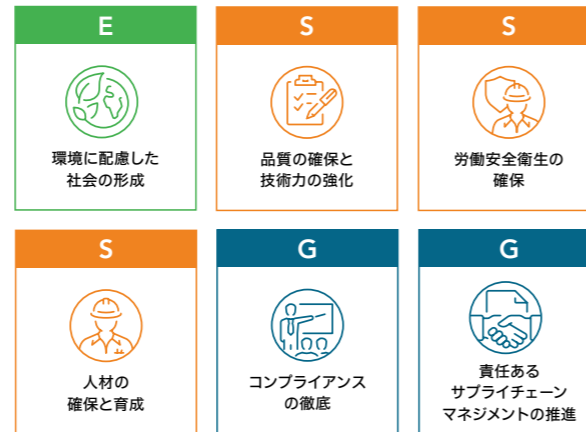 E
環境に配慮した
社会の形成
S
品質の確保と
技術力の強化
S
労働安全衛生の
確保
S
人材の
確保と育成
G
コンプライアンス
の徹底
G
責任ある
サプライチェーン
マネジメントの推進